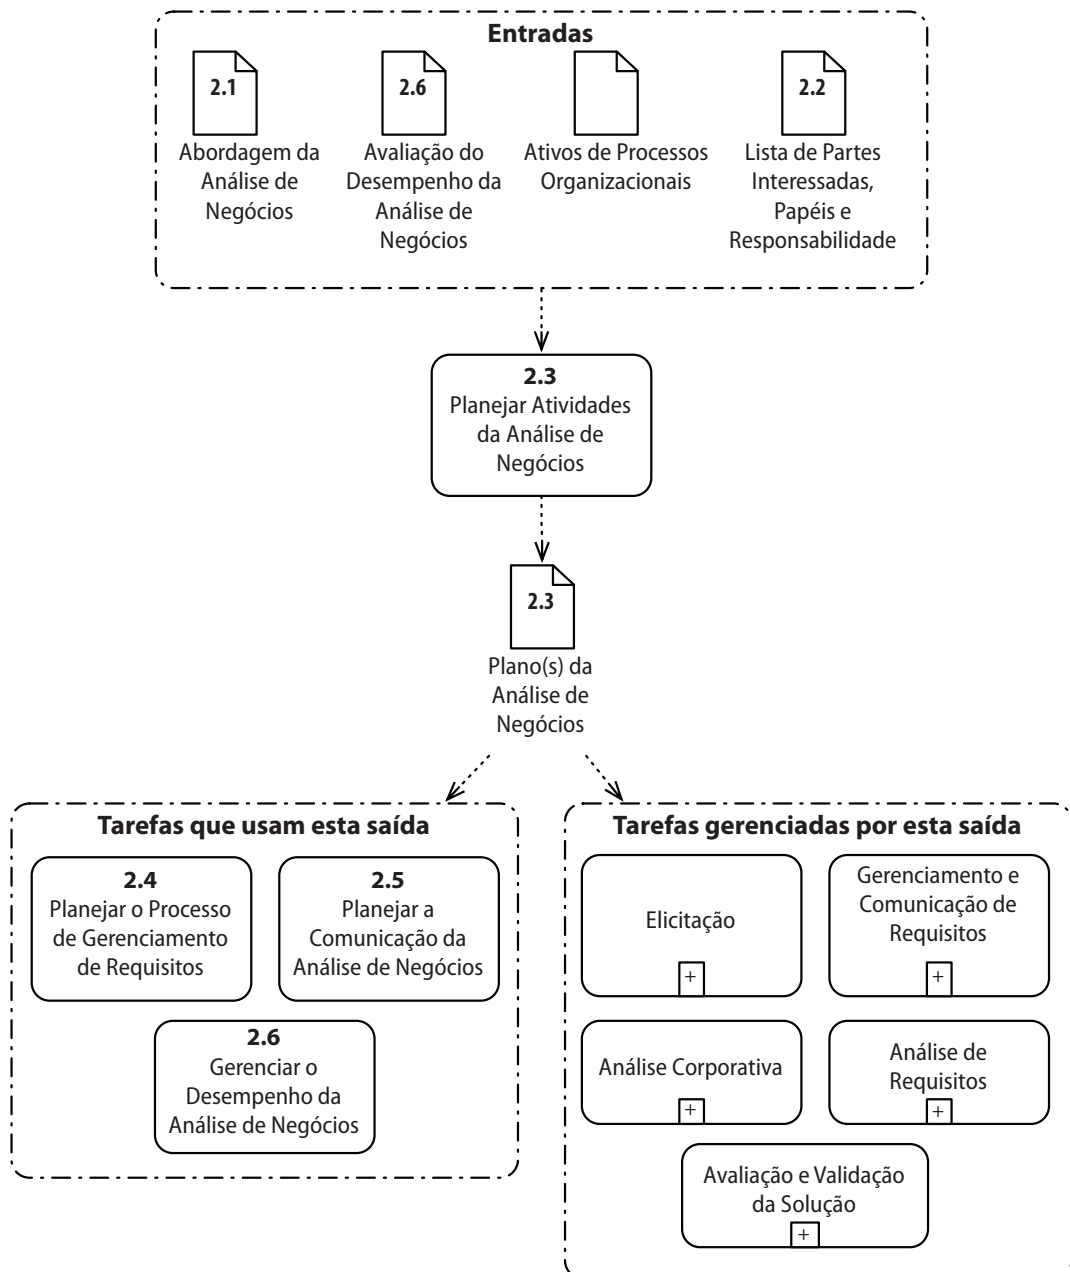 Entradas
2.1
Abordagem da
Análise de
Negócios
2.6
Avaliação do
Desempenho da
Análise de
Negócios
Ativos de Processos
Organizacionais
2.2
Lista de Partes
Interessadas,
Papéis e
Responsabilidade
2.3
Planejar Atividades
da Análise de
Negócios
2.3
Plano(s) da
Análise de
Negócios
Tarefas que usam esta saída
2.4
Planejar o Processo
de Gerenciamento
de Requisitos
2.5
Planejar a
Comunicação da
Análise de Negócios
2.6
Gerenciar o
Desempenho da
Análise de Negócios
Tarefas gerenciadas por esta saída
Elicitação
+
Gerenciamento e
Comunicação de
Requisitos
+
Análise Corporativa
+
Análise de
Requisitos
+
Avaliação e Validação
da Solução
+